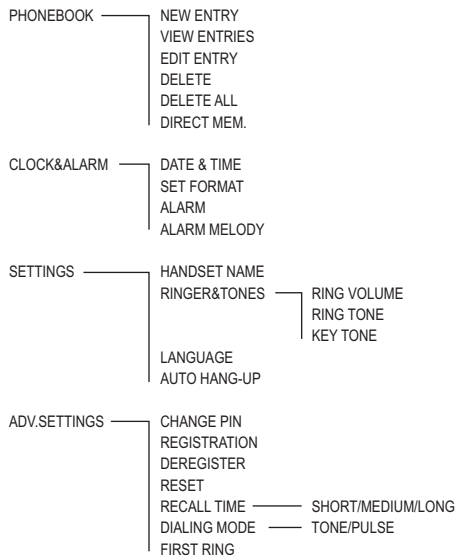 PHONEBOOK NEW ENTRY
VIEW ENTRIES
EDIT ENTRY
DELETE
DELETE ALL
DIRECT MEM.
CLOCK&ALARM DATE & TIME
SET FORMAT
ALARM
ALARM MELODY
SETTINGS HANDSET NAME
RINGER&TONES RING VOLUME
RING TONE
KEY TONE
LANGUAGE
AUTO HANG-UP
ADV.SETTINGS CHANGE PIN
REGISTRATION
DEREGISTER
RESET
RECALL TIME SHORT/MEDIUM/LONG
DIALING MODE TONE/PULSE
FIRST RING